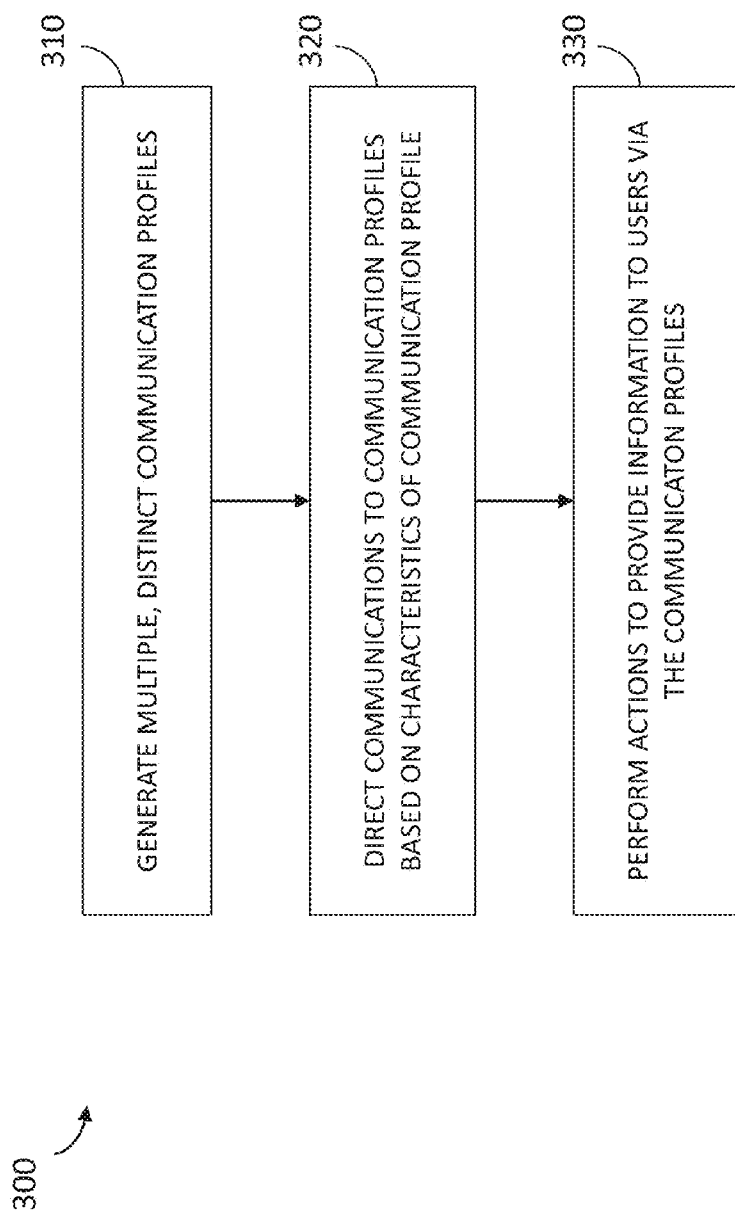 300
310
GENERATE MULTIPLE, DISTINCT COMMUNICATION PROFILES
320
DIRECT COMMUNICATIONS TO COMMUNICATION PROFILES
BASED ON CHARACTERISTICS OF COMMUNICATION PROFILE
330
PERFORM ACTIONS TO PROVIDE INFORMATION TO USERS VIA
THE COMMUNICATON PROFILES